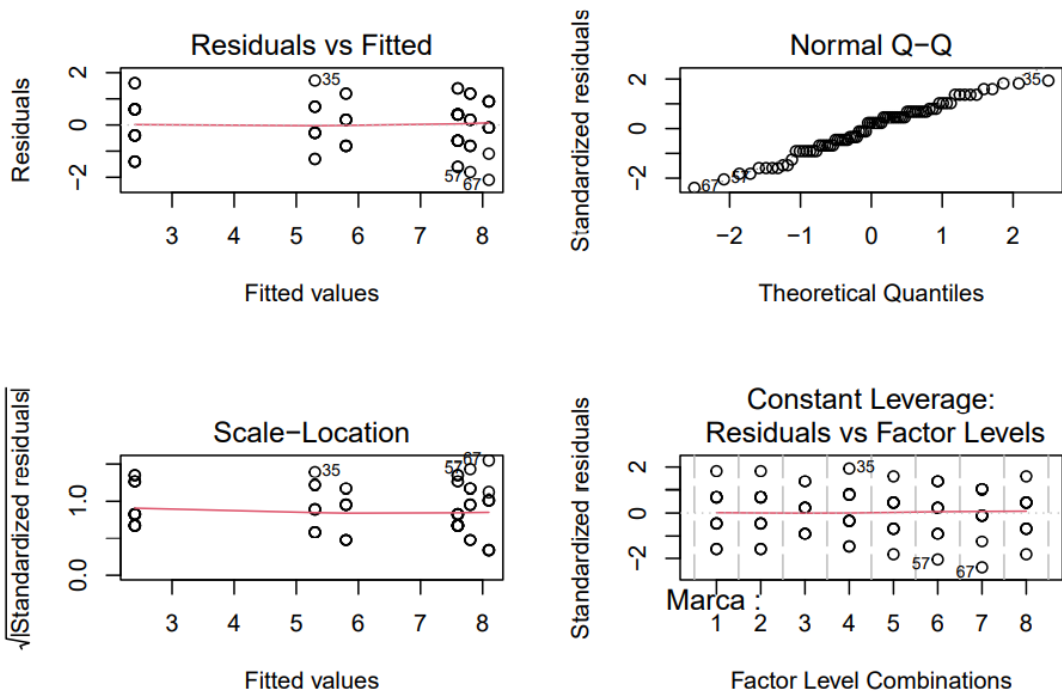 Residuals vs Fitted
Residuals
2
0
−2
35
57
67
3 4 5 6 7 8
Fitted values
Normal Q−Q
Standardized residuals
2
0
−2
35
57
67
−2 −1 0 1 2
Theoretical Quantiles
Scale−Location
√|Standardized residuals|
1.0
0.0
67
57
35
3 4 5 6 7 8
Fitted values
Constant Leverage:
Residuals vs Factor Levels
Standardized residuals
2
0
−2
35
57
67
Marca :
1 2 3 4 5 6 7 8
Factor Level Combinations